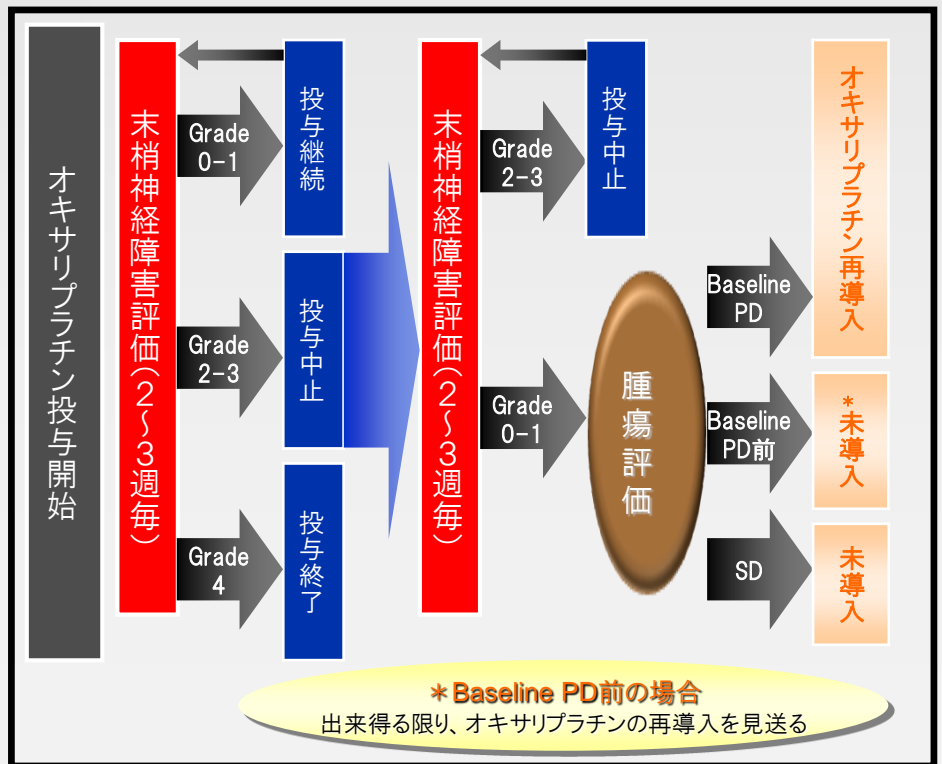 オキサリプラチン投与開始
末梢神経障害評価(2~3週毎)
Grade
0-1
投与継続
Grade
2-3
投与中止
Grade
4
投与終了
末梢神経障害評価(2~3週毎)
Grade
2-3
投与中止
Grade
0-1
腫瘍評価
Baseline
PD
オキサリプラチン再導入
Baseline
PD前
*未導入
SD
未導入
*Baseline PD前の場合
出来得る限り、オキサリプラチンの再導入を見送る